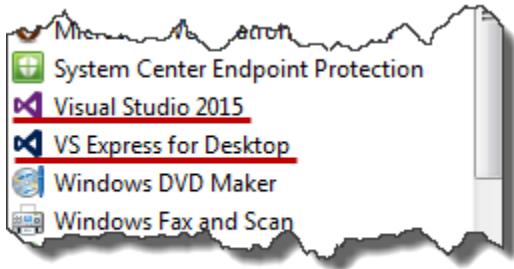 System Center Endpoint Protection
Visual Studio 2015
VS Express for Desktop
Windows DVD Maker
Windows Fax and Scan